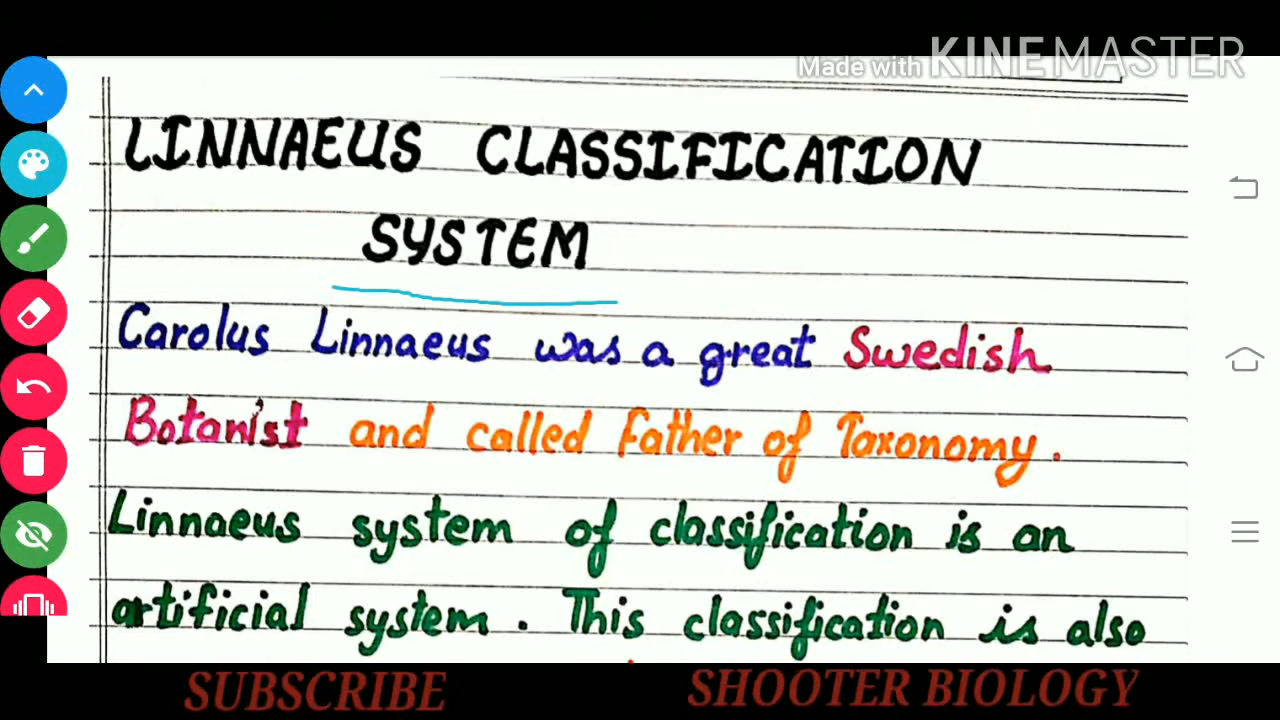 Made with KINEMASTER
LINNAEUS CLASSIFICATION
SYSTEM
Carolus Linnaeus was a great Swedish
Botanist and called Father of Taxonomy.
Linnaeus system of classification is an
artificial system. This classification is also
SUBSCRIBE SHOOTER BIOLOGY